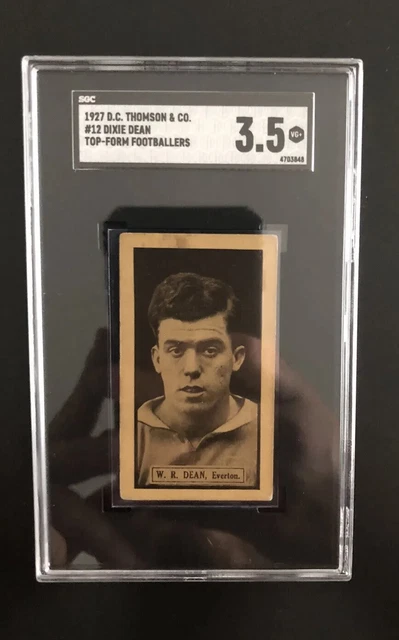 SGC
1927 D.C. THOMSON & CO.
#12 DIXIE DEAN
TOP-FORM FOOTBALLERS
3.5 VG+
4703848
W. R. DEAN, Everton.